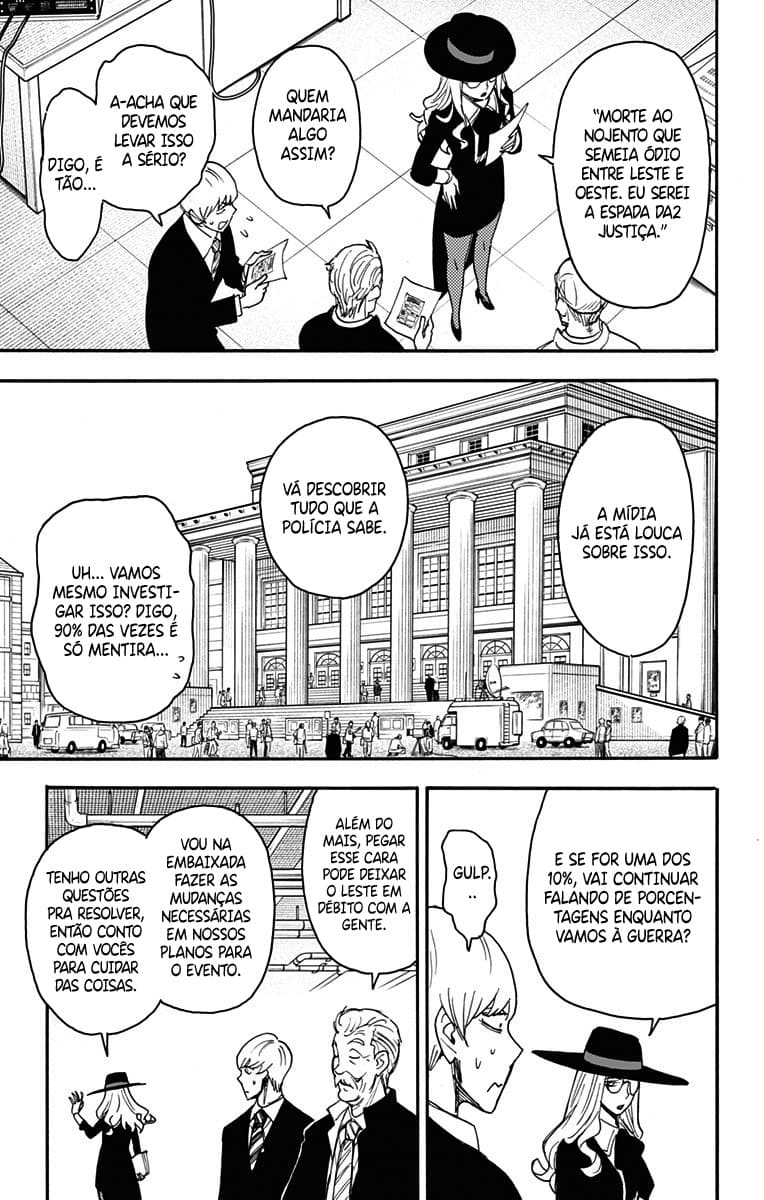 “MORTE AO
NOJENTO QUE
SEMEIA ÓDIO
ENTRE LESTE E
OESTE. EU SEREI
A ESPADA DA2
JUSTIÇA.”
QUEM
MANDARIA
ALGO
ASSIM?
A-ACHA QUE
DEVEMOS
LEVAR ISSO
A SÉRIO?
DIGO, É
TÃO...
A MÍDIA
JÁ ESTÁ LOUCA
SOBRE ISSO.
VÁ DESCOBRIR
TUDO QUE A
POLÍCIA SABE.
UH... VAMOS
MESMO INVESTI-
GAR ISSO? DIGO,
90% DAS VEZES É
SÓ MENTIRA...
E SE FOR UMA DOS
10%, VAI CONTINUAR
FALANDO DE PORCEN-
TAGENS ENQUANTO
VAMOS À GUERRA?
GULP.
..
ALÉM DO
MAIS, PEGAR
ESSE CARA
PODE DEIXAR
O LESTE EM
DÉBITO COM A
GENTE.
VOU NA
EMBAIXADA
FAZER AS
MUDANÇAS
NECESSÁRIAS
EM NOSSOS
PLANOS PARA
O EVENTO.
TENHO OUTRAS
QUESTÕES
PRA RESOLVER,
ENTÃO CONTO
COM VOCÊS
PARA CUIDAR
DAS COISAS.